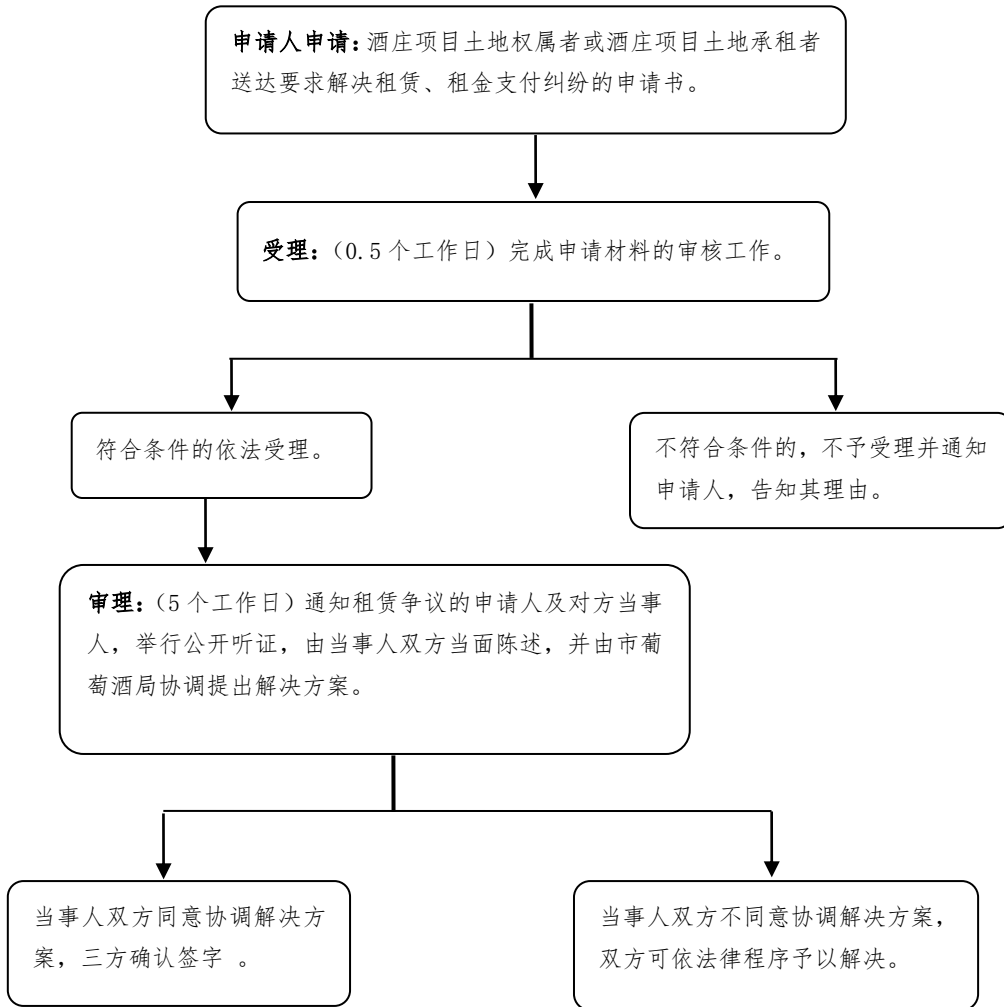 申请人申请：酒庄项目土地权属者或酒庄项目土地承租者
送达要求解决租赁、租金支付纠纷的申请书。
受理：（0.5个工作日）完成申请材料的审核工作。
符合条件的依法受理。
不符合条件的，不予受理并通知
申请人，告知其理由。
审理：（5个工作日）通知租赁争议的申请人及对方当事
人，举行公开听证，由当事人双方当面陈述，并由市葡
萄酒局协调提出解决方案。
当事人双方同意协调解决方
案，三方确认签字 。
当事人双方不同意协调解决方案，
双方可依法律程序予以解决。